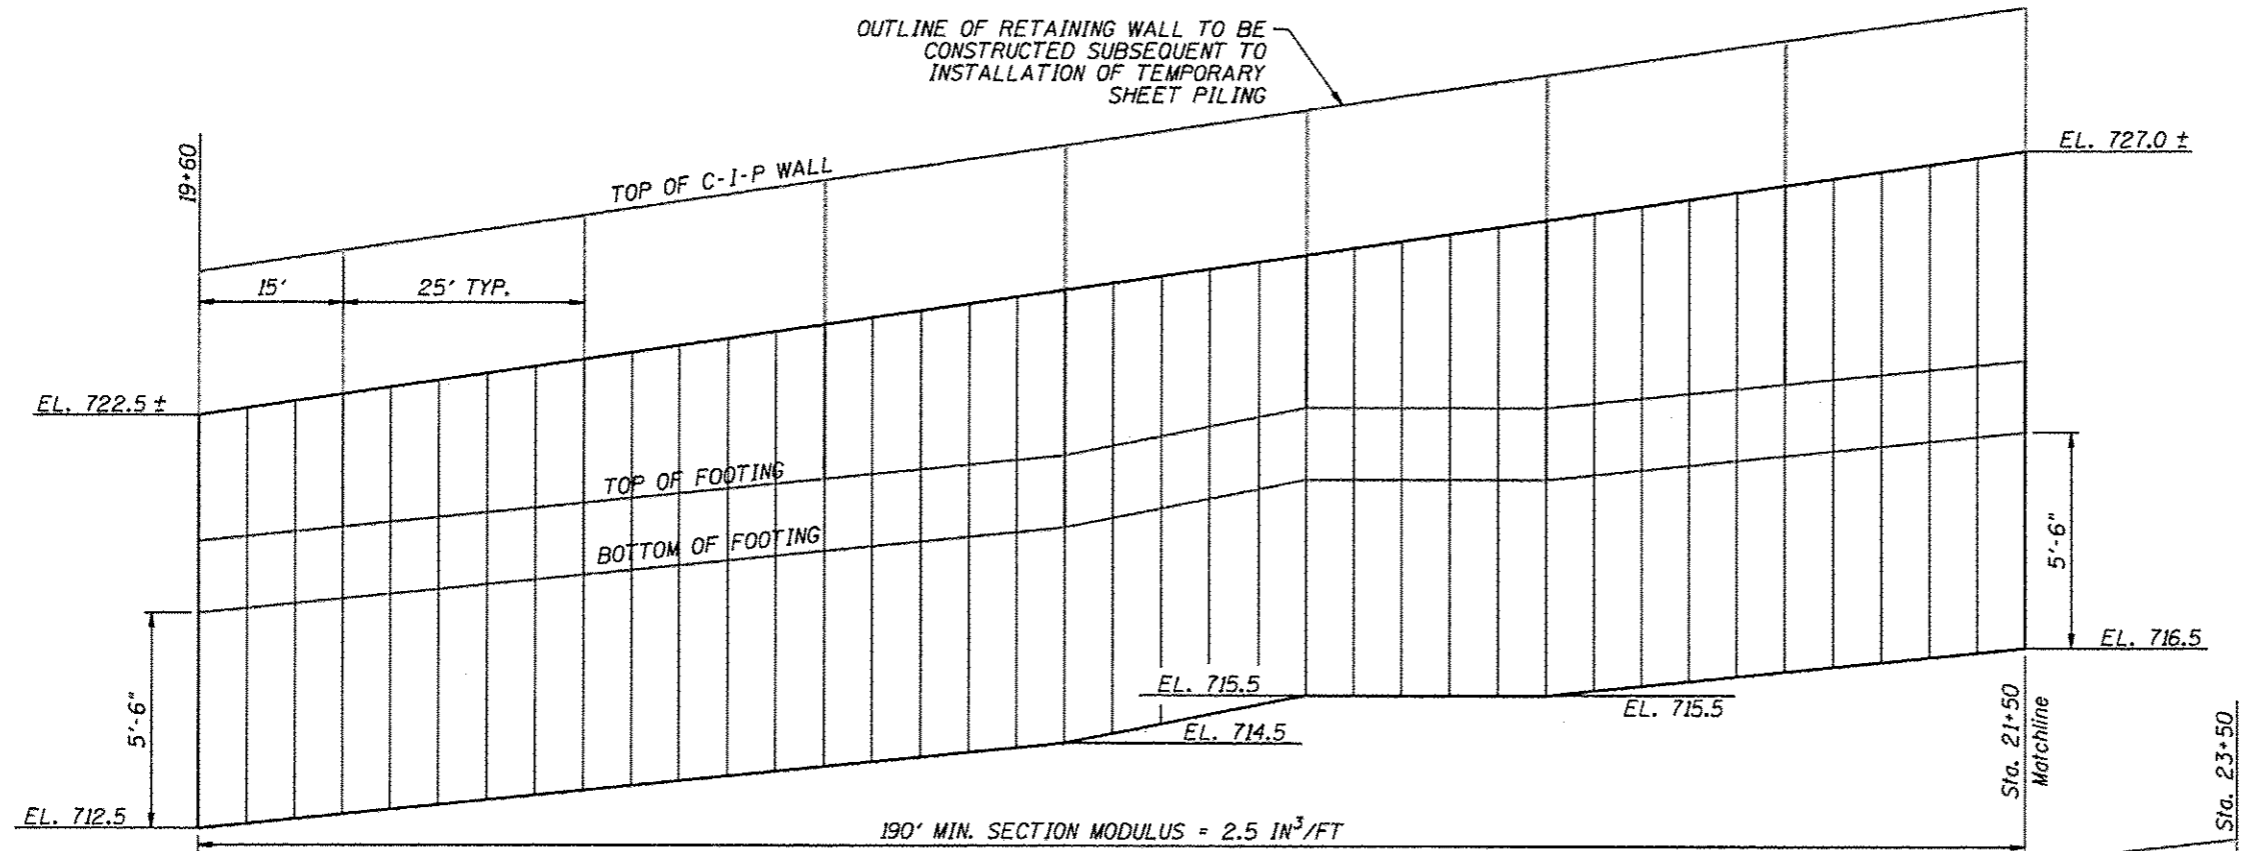 OUTLINE OF RETAINING WALL TO BE
CONSTRUCTED SUBSEQUENT TO
INSTALLATION OF TEMPORARY
SHEET PILING
19+60
EL. 727.0 ±
TOP OF C-I-P WALL
15'
25' TYP.
EL. 722.5 ±
TOP OF FOOTING
BOTTOM OF FOOTING
5'-6"
5'-6"
EL. 716.5
EL. 715.5
EL. 715.5
EL. 714.5
Sta. 21+50
Matchline
Sta. 23+50
EL. 712.5
190' MIN. SECTION MODULUS = 2.5 IN³/FT